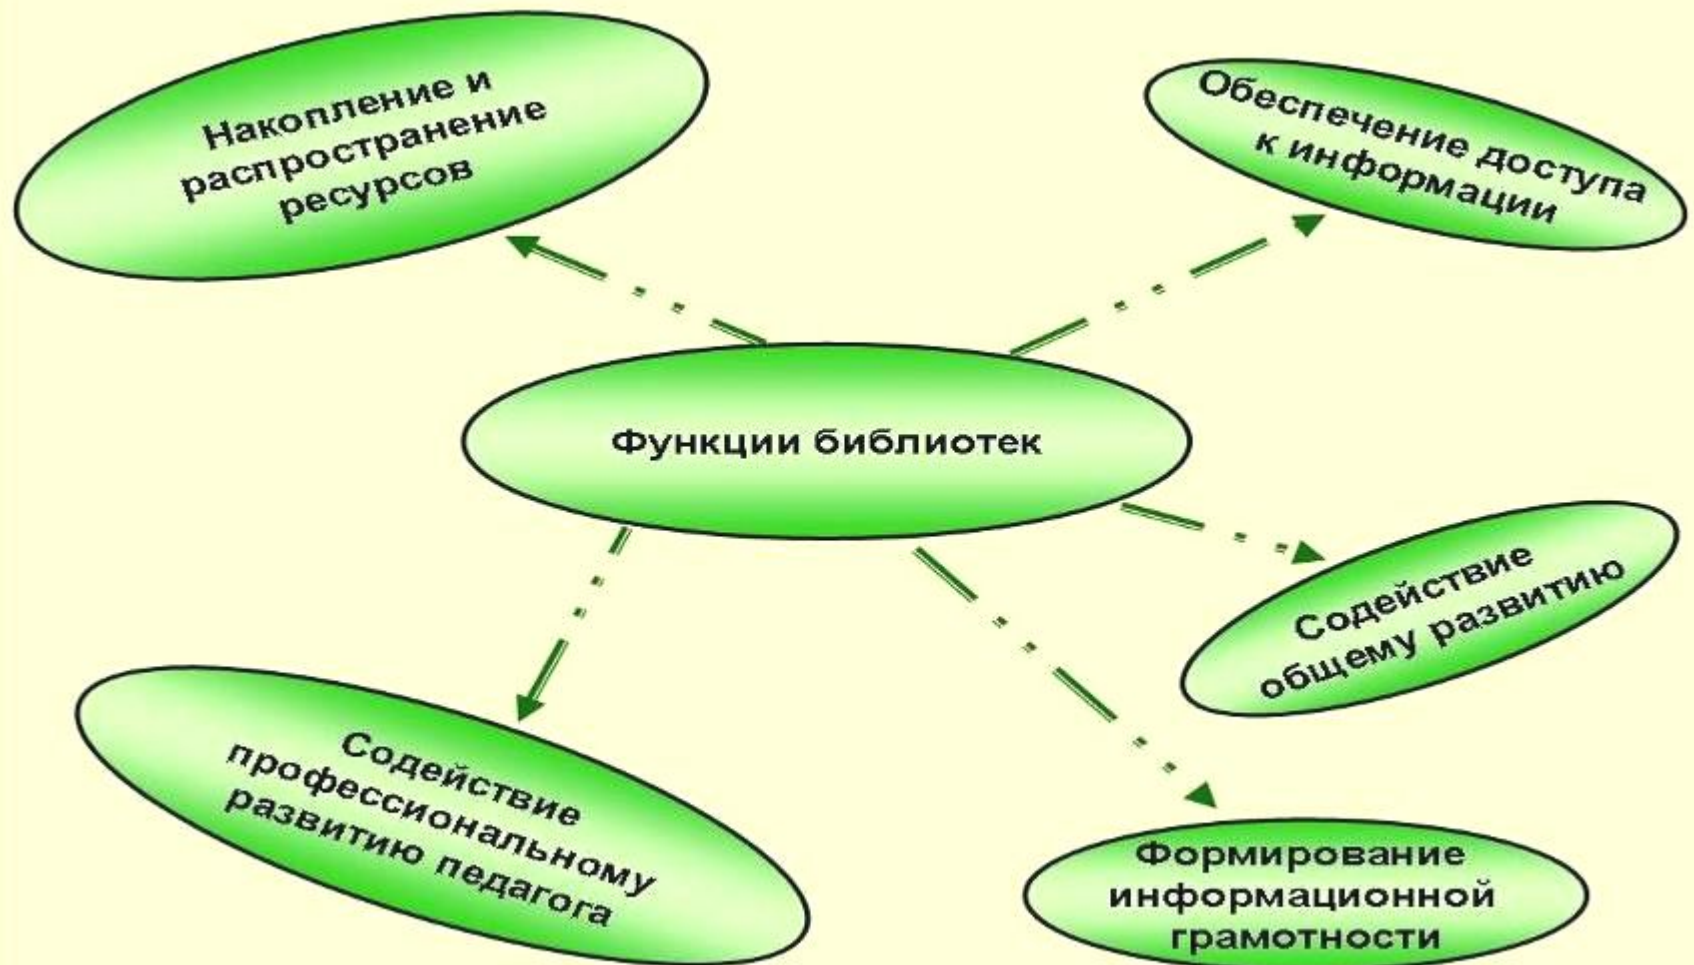 Накопление и
распространение
ресурсов
Обеспечение доступа
к информации
Функции библиотек
Содействие
общему развитию
Содействие
профессиональному
развитию педагога
Формирование
информационной
грамотности